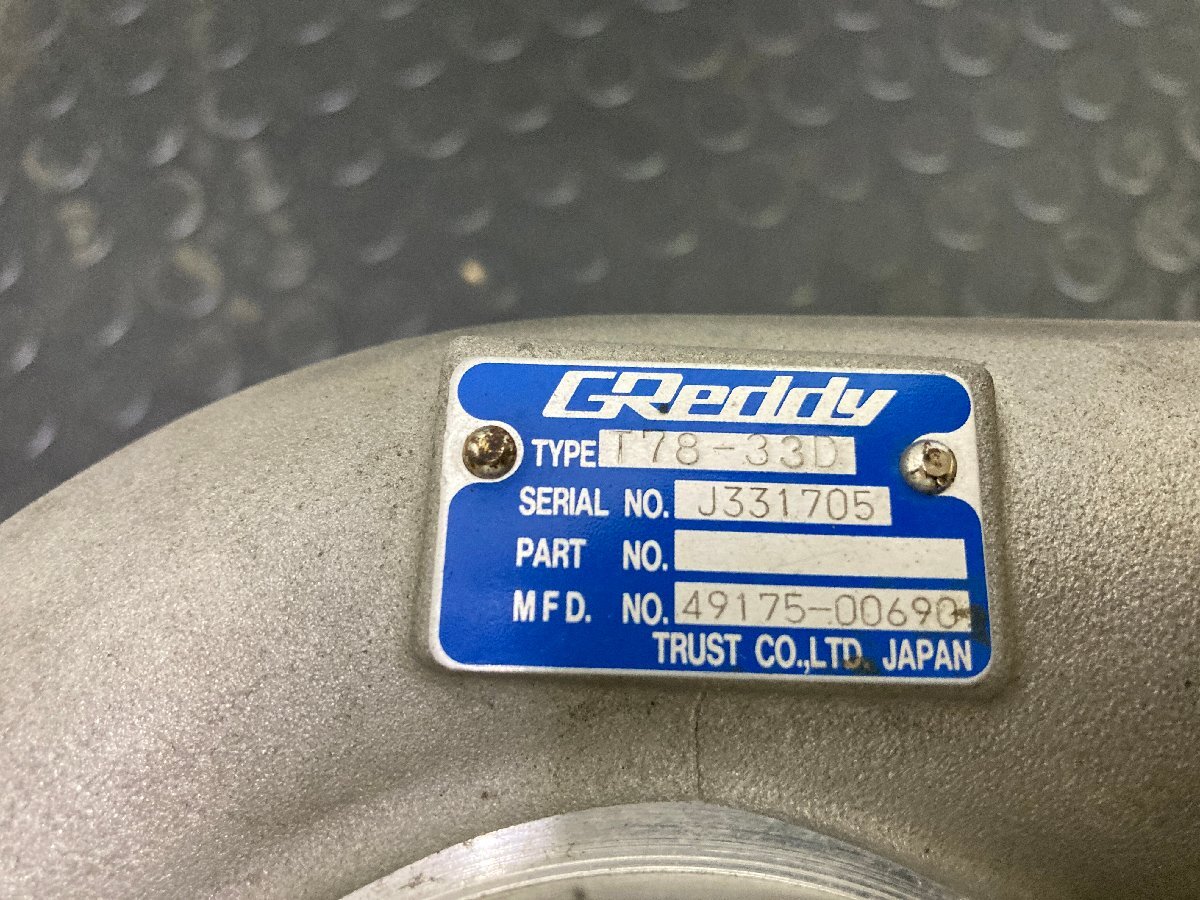 GReddy
TYPE T78-33D
SERIAL NO. J331705
PART NO.
MFD. NO. 49175-00690
TRUST CO.,LTD. JAPAN